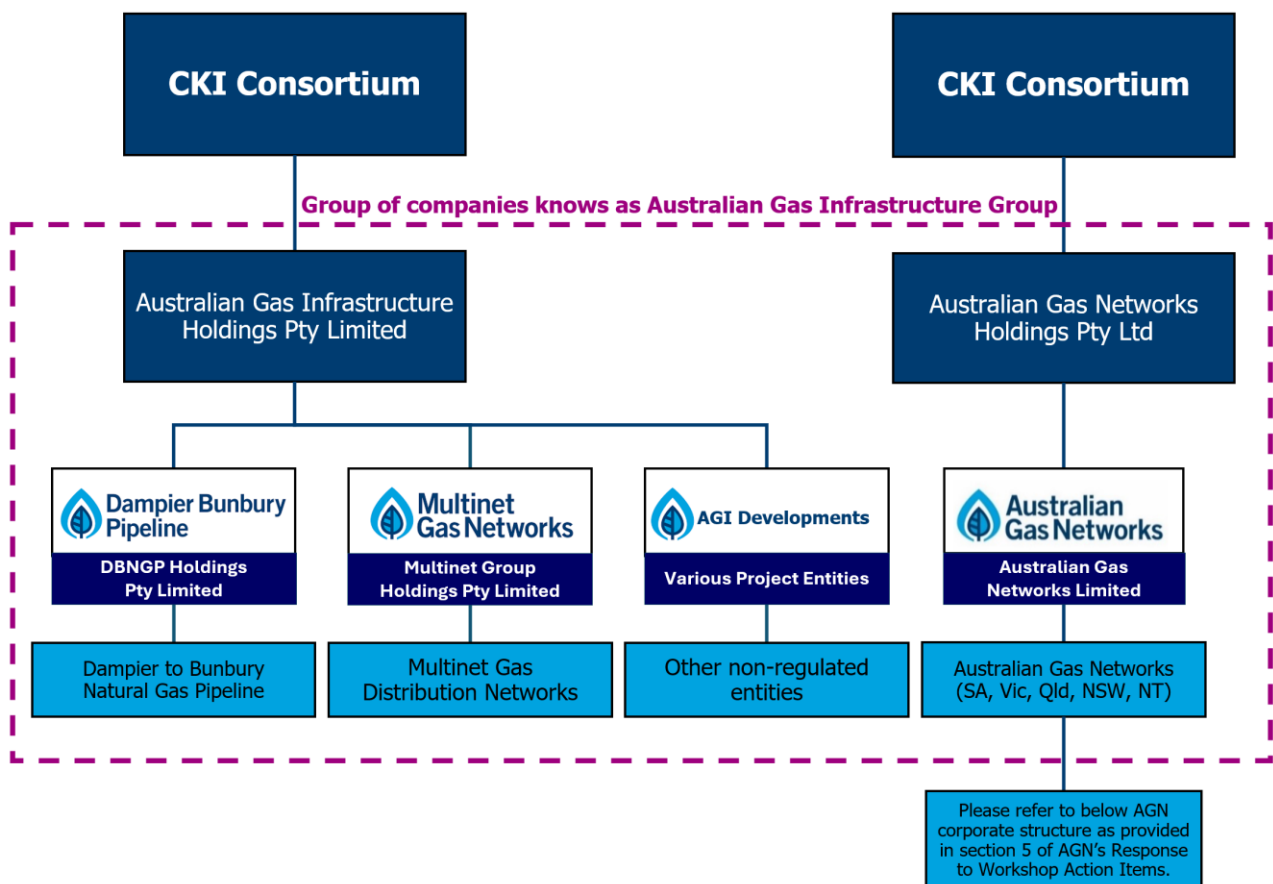 CKI Consortium
CKI Consortium
Group of companies knows as Australian Gas Infrastructure Group
Australian Gas Infrastructure
Holdings Pty Limited
Australian Gas Networks
Holdings Pty Ltd
Dampier Bunbury
Pipeline
DBNGP Holdings
Pty Limited
Multinet
Gas Networks
Multinet Group
Holdings Pty Limited
AGI Developments
Various Project Entities
Australian
Gas Networks
Australian Gas
Networks Limited
Dampier to Bunbury
Natural Gas Pipeline
Multinet Gas
Distribution Networks
Other non-regulated
entities
Australian Gas Networks
(SA, Vic, Qld, NSW, NT)
Please refer to below AGN
corporate structure as provided
in section 5 of AGN's Response
to Workshop Action Items.